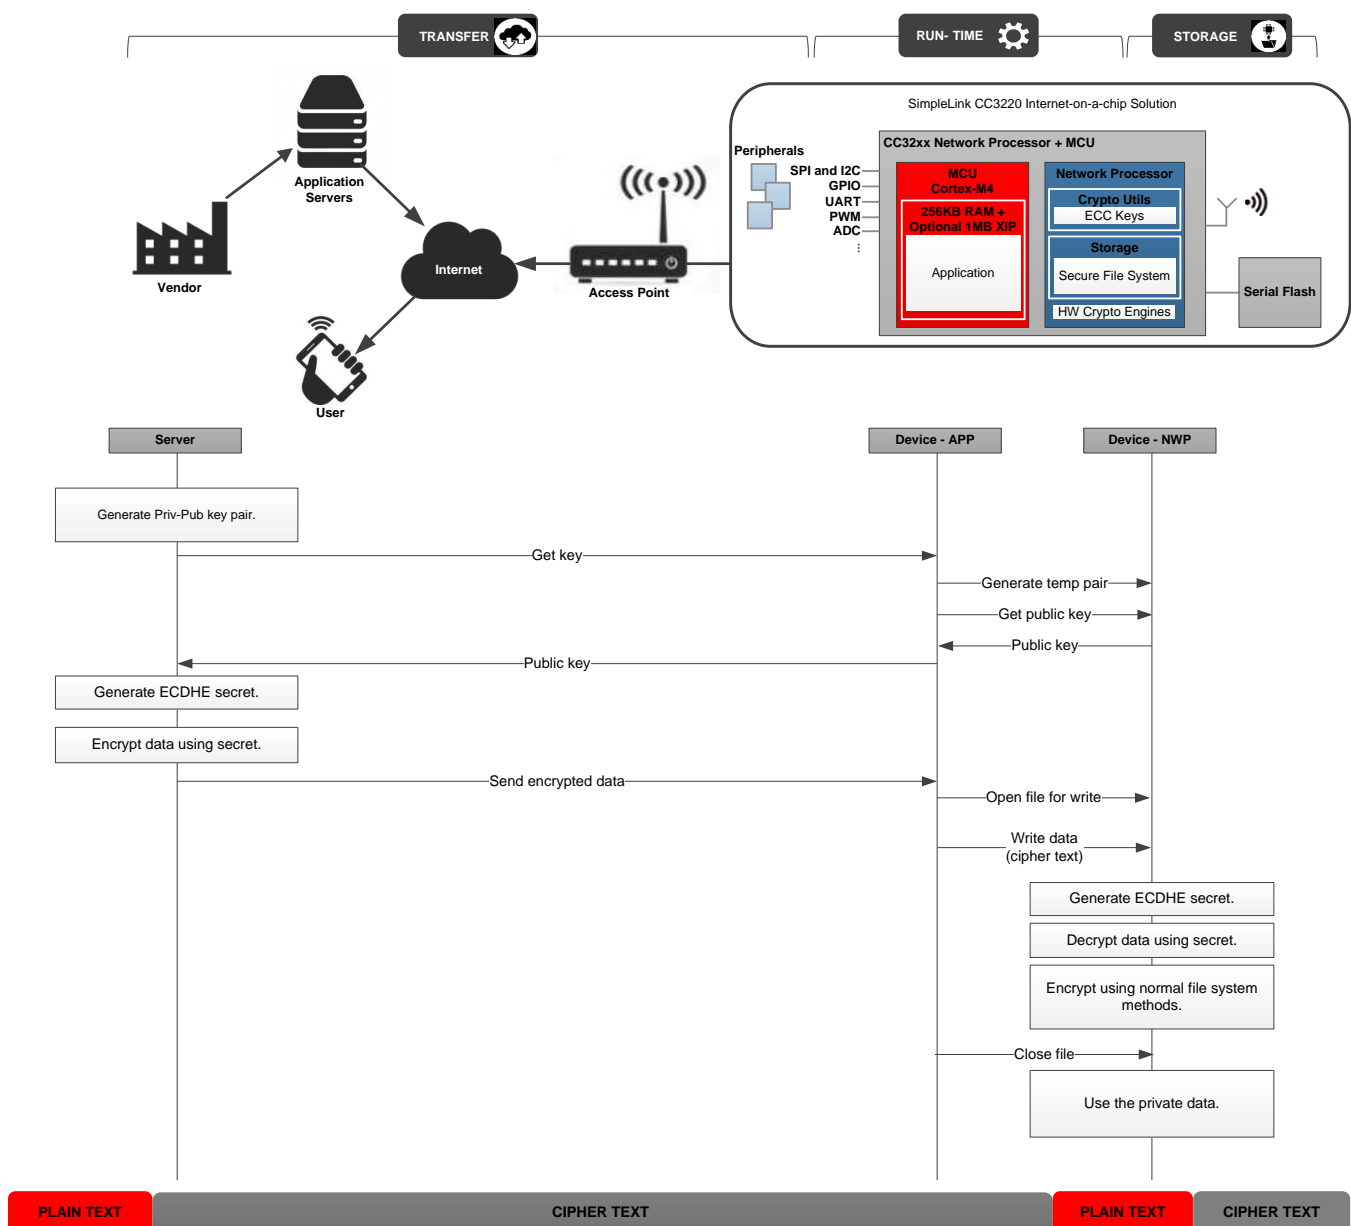 TRANSFER
RUN- TIME
STORAGE
SimpleLink CC3220 Internet-on-a-chip Solution
CC32xx Network Processor + MCU
Peripherals
SPI and I2C
GPIO
UART
PWM
ADC
...
MCU
Cortex-M4
256KB RAM +
Optional 1MB XIP
Application
Network Processor
Crypto Utils
ECC Keys
Storage
Secure File System
HW Crypto Engines
Serial Flash
Application
Servers
Vendor
Internet
Access Point
User
Server
Device - APP
Device - NWP
Generate Priv-Pub key pair.
Get key
Generate temp pair
Get public key
Public key
Public key
Generate ECDHE secret.
Encrypt data using secret.
Send encrypted data
Open file for write
Write data
(cipher text)
Generate ECDHE secret.
Decrypt data using secret.
Encrypt using normal file system
methods.
Close file
Use the private data.
PLAIN TEXT
CIPHER TEXT
PLAIN TEXT
CIPHER TEXT